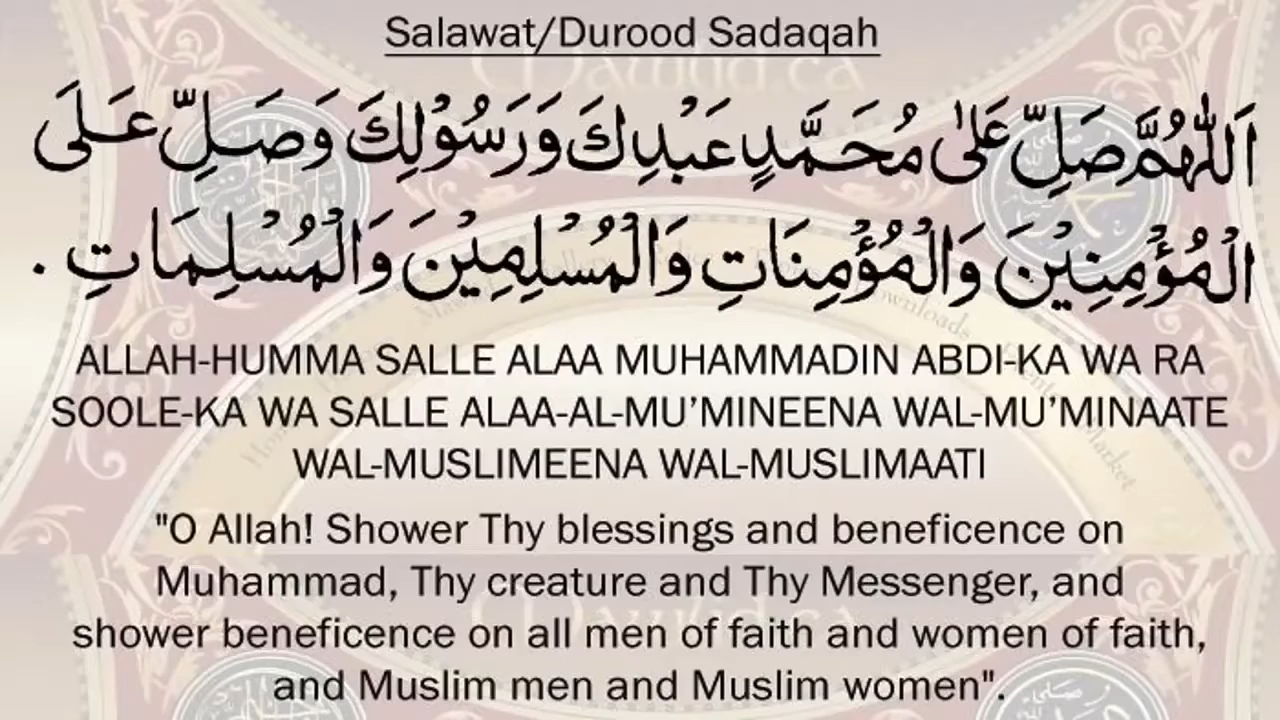 Salawat/Durood Sadaqah
اَللّٰهُمَّ صَلِّ عَلٰى مُحَمَّدٍ عَبْدِكَ وَرَسُوْلِكَ وَصَلِّ عَلَى
الْمُؤْمِنِيْنَ وَالْمُؤْمِنَاتِ وَالْمُسْلِمِيْنَ وَالْمُسْلِمَاتِ .
ALLAH-HUMMA SALLE ALAA MUHAMMADIN ABDI-KA WA RA
SOOLE-KA WA SALLE ALAA-AL-MU’MINEENA WAL-MU’MINAATE
WAL-MUSLIMEENA WAL-MUSLIMAATI
"O Allah! Shower Thy blessings and beneficence on
Muhammad, Thy creature and Thy Messenger, and
shower beneficence on all men of faith and women of faith,
and Muslim men and Muslim women".